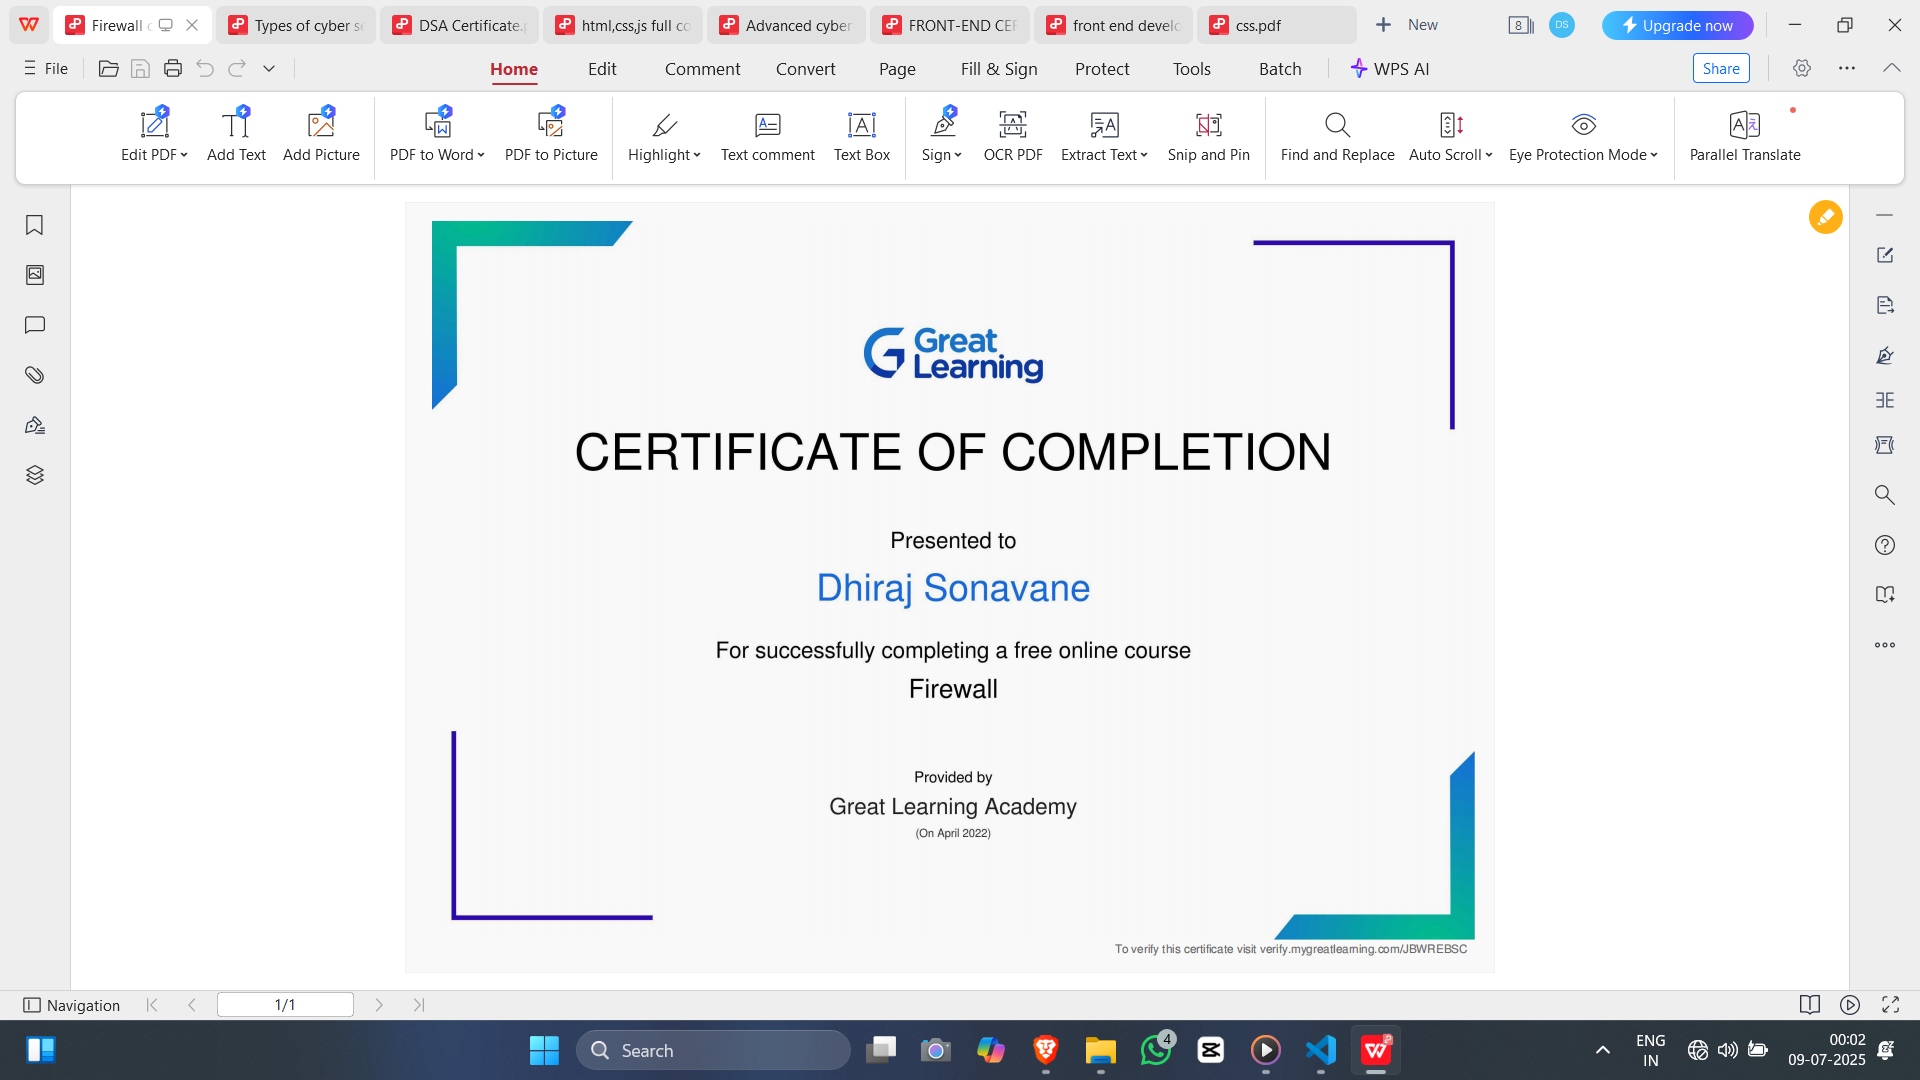 Firewall c
Types of cyber se
DSA Certificate.p
html,css,js full co
Advanced cyber
FRONT-END CER
front end develo
css.pdf
New
8
DS
Upgrade now
File
Home
Edit
Comment
Convert
Page
Fill & Sign
Protect
Tools
Batch
WPS AI
Share
Edit PDF
Add Text
Add Picture
PDF to Word
PDF to Picture
Highlight
Text comment
Text Box
Sign
OCR PDF
Extract Text
Snip and Pin
Find and Replace
Auto Scroll
Eye Protection Mode
Parallel Translate
Great
Learning
CERTIFICATE OF COMPLETION
Presented to
Dhiraj Sonavane
For successfully completing a free online course
Firewall
Provided by
Great Learning Academy
(On April 2022)
To verify this certificate visit verify.mygreatlearning.com/JBWREBSC
Navigation
1/1
Search
4
ENG
IN
00:02
09-07-2025